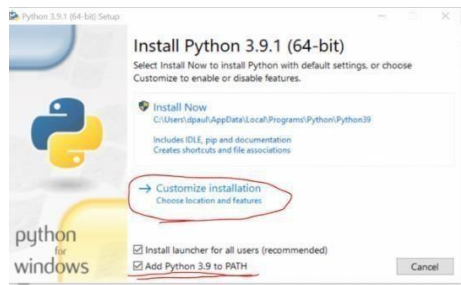 Python 3.9.1 (64-bit) Setup
Install Python 3.9.1 (64-bit)
Select Install Now to install Python with default settings, or choose
Customize to enable or disable features.
Install Now
C:\Users\dpaul\AppData\Local\Programs\Python\Python39
Includes IDLE, pip and documentation
Creates shortcuts and file associations
Customize installation
Choose location and features
Install launcher for all users (recommended)
Add Python 3.9 to PATH
Cancel
python
for
windows